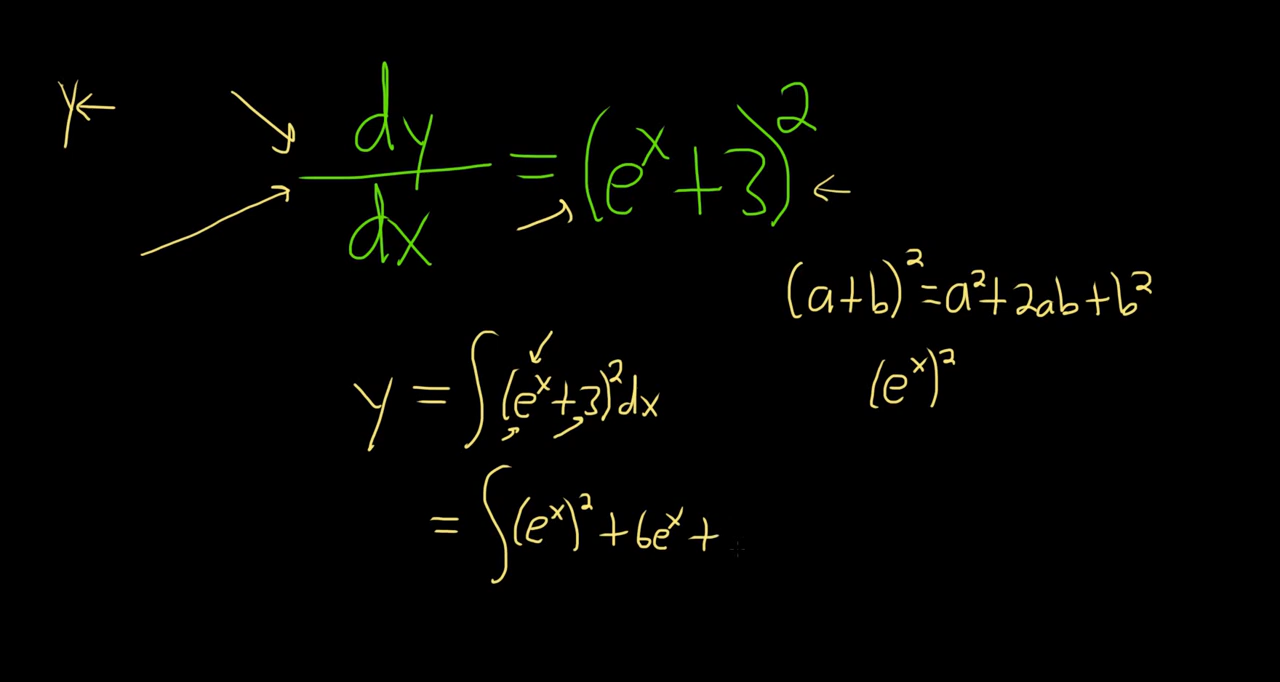 y←
dy/dx = (e^x + 3)^2
(a+b)^2 = a^2 + 2ab + b^2
y = ∫(e^x + 3)^2 dx
(e^x)^2
= ∫(e^x)^2 + 6e^x +